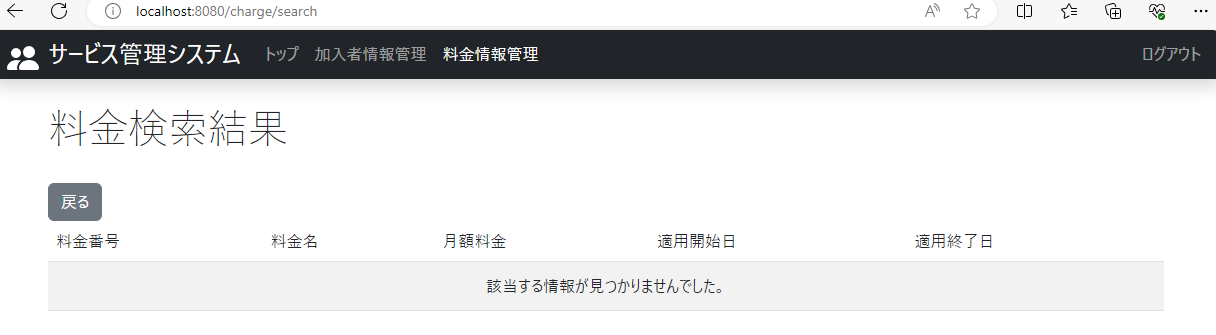 localhost:8080/charge/search
サービス管理システム トップ 加入者情報管理 料金情報管理 ログアウト
料金検索結果
戻る
料金番号 料金名 月額料金 適用開始日 適用終了日
該当する情報が見つかりませんでした。